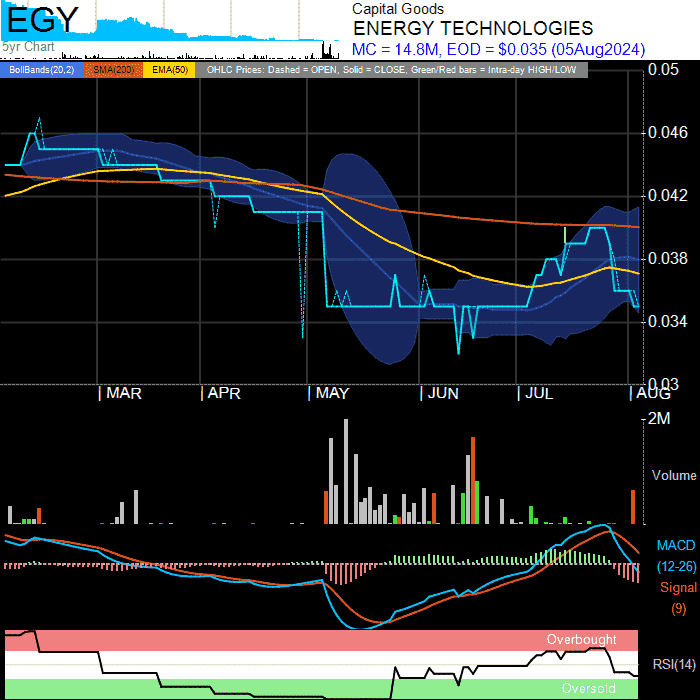 EGY
5yr Chart
Capital Goods
ENERGY TECHNOLOGIES
MC = 14.8M, EOD = $0.035 (05Aug2024)
BollBands(20,2) SMA(200) EMA(50) OHLC Prices: Dashed = OPEN, Solid = CLOSE, Green/Red bars = Intra-day HIGH/LOW
0.05
0.046
0.042
0.038
0.034
0.03
MAR APR MAY JUN JUL AUG
2M
Volume
MACD
(12-26)
Signal
(9)
Overbought
RSI(14)
Oversold